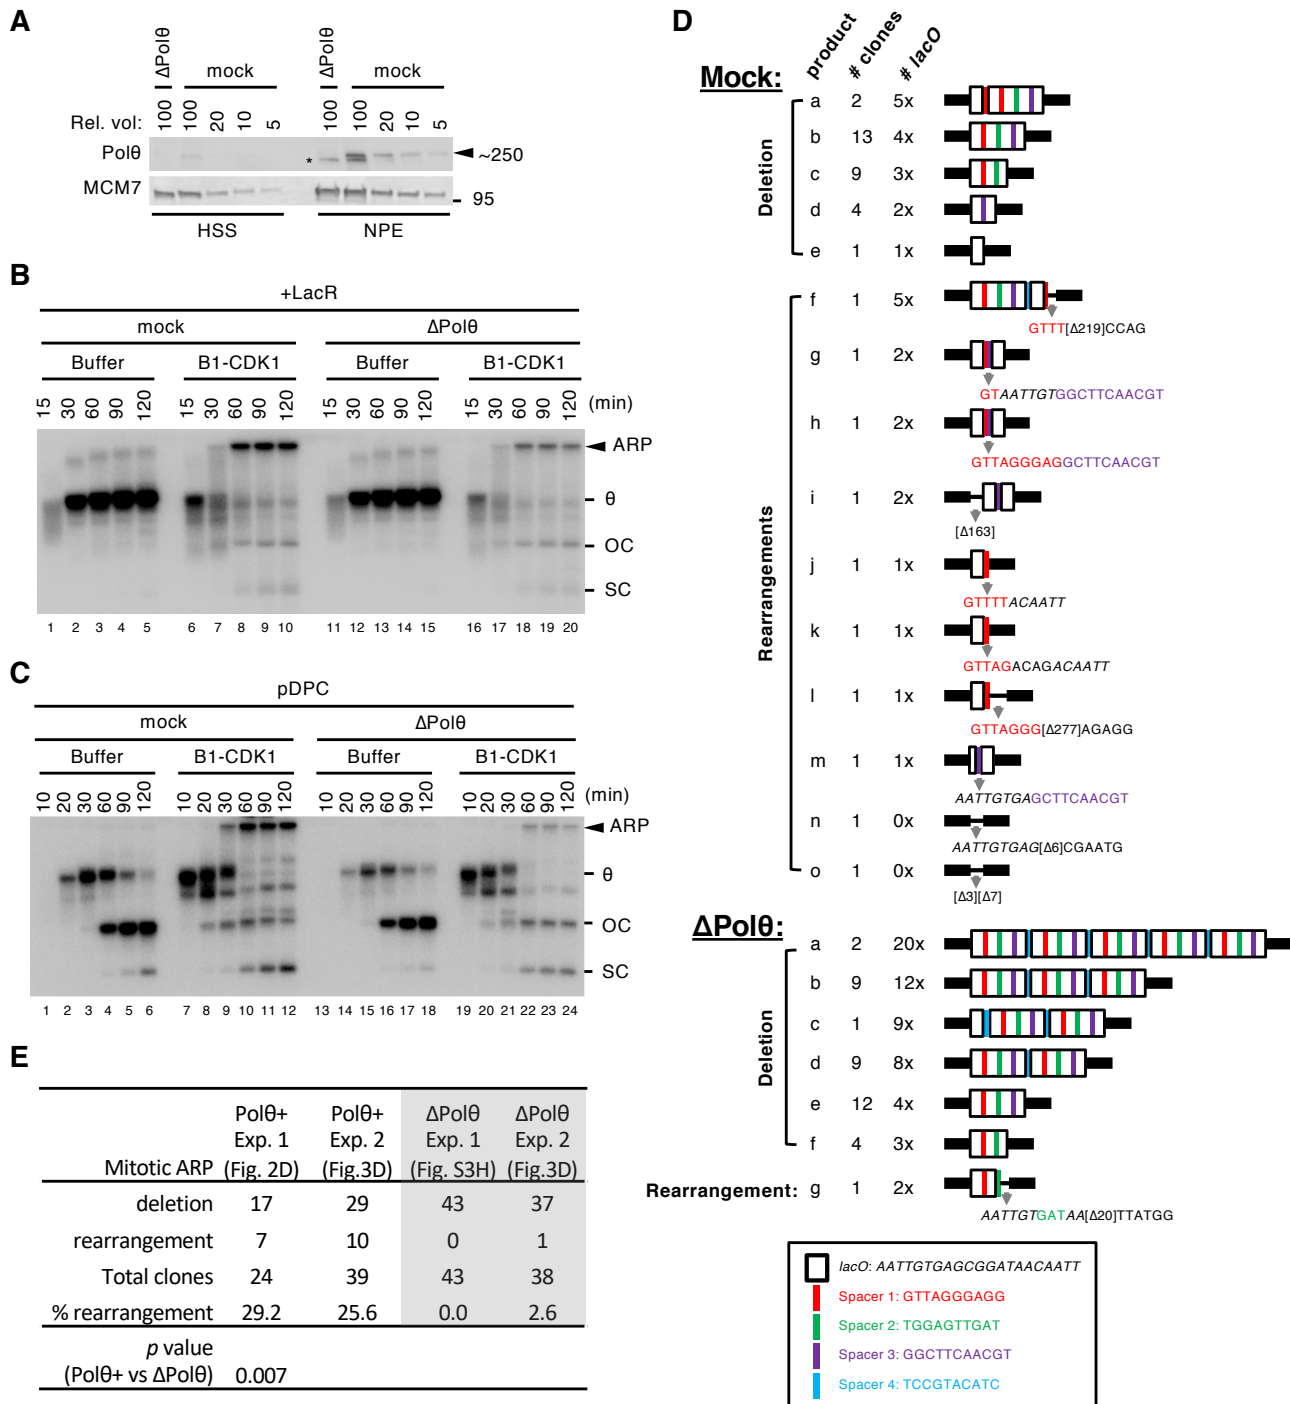 A
ΔPolθ mock ΔPolθ mock
Rel. vol: 100 100 20 10 5 100 100 20 10 5
Polθ * ~250
MCM7 95
HSS NPE
B
+LacR
mock ΔPolθ
Buffer B1-CDK1 Buffer B1-CDK1
15 30 60 90 120 15 30 60 90 120 15 30 60 90 120 15 30 60 90 120 (min)
ARP
θ
OC
SC
1 2 3 4 5 6 7 8 9 10 11 12 13 14 15 16 17 18 19 20
C
pDPC
mock ΔPolθ
Buffer B1-CDK1 Buffer B1-CDK1
10 20 30 60 90 120 10 20 30 60 90 120 10 20 30 60 90 120 10 20 30 60 90 120 (min)
ARP
θ
OC
SC
1 2 3 4 5 6 7 8 9 10 11 12 13 14 15 16 17 18 19 20 21 22 23 24
E
Polθ+ Polθ+ ΔPolθ ΔPolθ
Exp. 1 Exp. 2 Exp. 1 Exp. 2
Mitotic ARP (Fig. 2D) (Fig.3D) (Fig. S3H) (Fig.3D)
deletion 17 29 43 37
rearrangement 7 10 0 1
Total clones 24 39 43 38
% rearrangement 29.2 25.6 0.0 2.6
p value
(Polθ+ vs ΔPolθ) 0.007
D
product # clones # lacO
Mock:
Deletion
a 2 5x
b 13 4x
c 9 3x
d 4 2x
e 1 1x
Rearrangements
f 1 5x
GTTT[Δ219]CCAG
g 1 2x
GTAATTGTGGCTTCAACGT
h 1 2x
GTTAGGGAGGCTTCAACGT
i 1 2x
[Δ163]
j 1 1x
GTTTTACAATT
k 1 1x
GTTAGACAGACAATT
l 1 1x
GTTAGGG[Δ277]AGAGG
m 1 1x
AATTGTGAGCTTCAACGT
n 1 0x
AATTGTGAG[Δ6]CGAATG
o 1 0x
[Δ3][Δ7]
ΔPolθ:
Deletion
a 2 20x
b 9 12x
c 1 9x
d 9 8x
e 12 4x
f 4 3x
Rearrangement: g 1 2x
AATTGTGATAA[Δ20]TTATGG
lacO: AATTGTGAGCGGATAACAATT
Spacer 1: GTTAGGGAGG
Spacer 2: TGGAGTTGAT
Spacer 3: GGCTTCAACGT
Spacer 4: TCCGTACATC